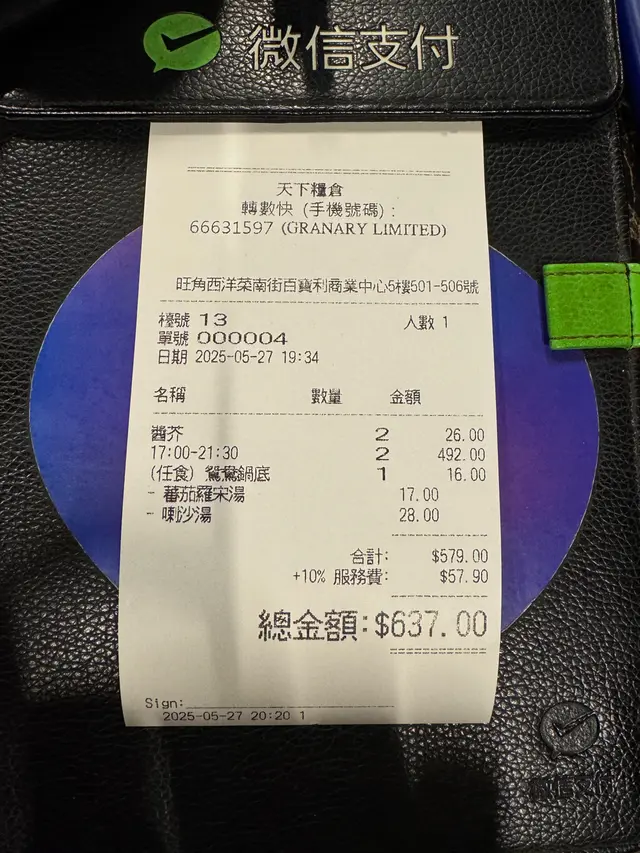 微信支付
天下糧倉
轉數快 (手機號碼):
66631597 (GRANARY LIMITED)
旺角西洋菜南街百寶利商業中心5樓501-506號
檯號 13 人數 1
單號 000004
日期 2025-05-27 19:34
名稱 數量 金額
醬芥 2 26.00
17:00-21:30 2 492.00
(任食) 鴛鴦鍋底 1 16.00
- 蕃茄羅宋湯 17.00
- 喇沙湯 28.00
合計: $579.00
+10% 服務費: $57.90
總金額:$637.00
Sign:
2025-05-27 20:20 1